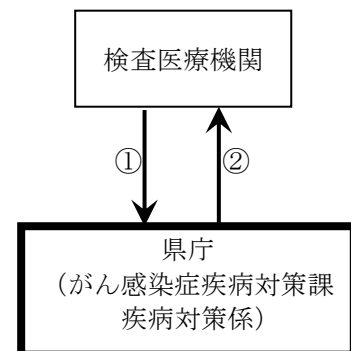 検査医療機関
① ②
県庁
（がん感染症疾病対策課
疾病対策係）